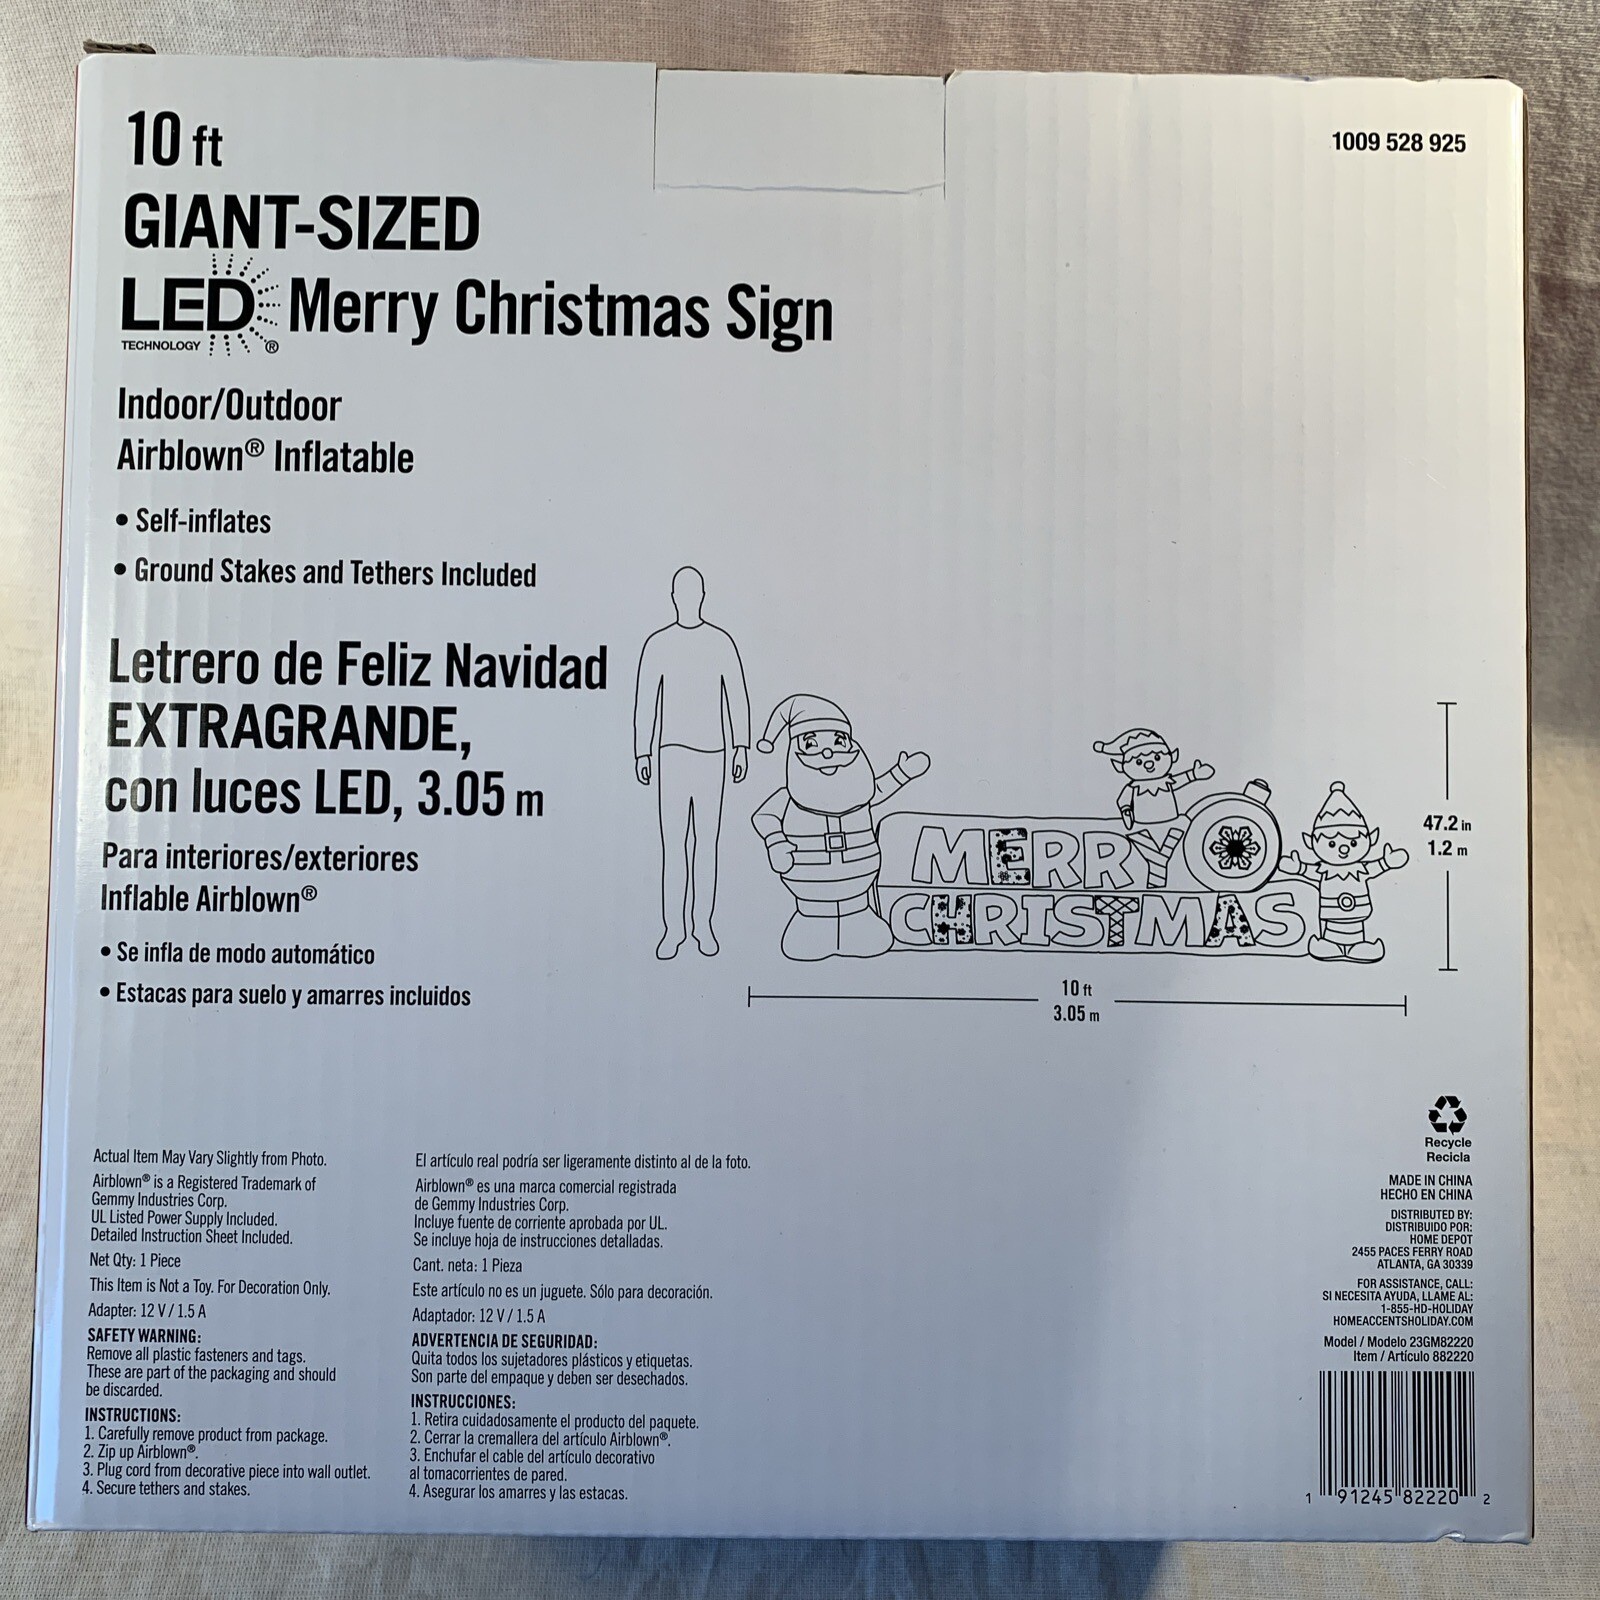 10 ft
1009 528 925
GIANT-SIZED
LED Merry Christmas Sign
TECHNOLOGY ®
Indoor/Outdoor
Airblown® Inflatable
• Self-inflates
• Ground Stakes and Tethers Included
Letrero de Feliz Navidad
EXTRAGRANDE,
con luces LED, 3.05 m
Para interiores/exteriores
Inflable Airblown®
• Se infla de modo automático
• Estacas para suelo y amarres incluidos
MERRY
CHRISTMAS
47.2 in
1.2 m
10 ft
3.05 m
Actual Item May Vary Slightly from Photo.
Airblown® is a Registered Trademark of
Gemmy Industries Corp.
UL Listed Power Supply Included.
Detailed Instruction Sheet Included.
Net Qty: 1 Piece
This Item is Not a Toy. For Decoration Only.
Adapter: 12 V / 1.5 A
SAFETY WARNING:
Remove all plastic fasteners and tags.
These are part of the packaging and should
be discarded.
INSTRUCTIONS:
1. Carefully remove product from package.
2. Zip up Airblown®.
3. Plug cord from decorative piece into wall outlet.
4. Secure tethers and stakes.
El artículo real podría ser ligeramente distinto al de la foto.
Airblown® es una marca comercial registrada
de Gemmy Industries Corp.
Incluye fuente de corriente aprobada por UL.
Se incluye hoja de instrucciones detalladas.
Cant. neta: 1 Pieza
Este artículo no es un juguete. Sólo para decoración.
Adaptador: 12 V / 1.5 A
ADVERTENCIA DE SEGURIDAD:
Quita todos los sujetadores plásticos y etiquetas.
Son parte del empaque y deben ser desechados.
INSTRUCCIONES:
1. Retira cuidadosamente el producto del paquete.
2. Cerrar la cremallera del artículo Airblown®.
3. Enchufar el cable del artículo decorativo
al tomacorrientes de pared.
4. Asegurar los amarres y las estacas.
Recycle
Recicla
MADE IN CHINA
HECHO EN CHINA
DISTRIBUTED BY:
DISTRIBUIDO POR:
HOME DEPOT
2455 PACES FERRY ROAD
ATLANTA, GA 30339
FOR ASSISTANCE, CALL:
SI NECESITA AYUDA, LLAME AL:
1-855-HD-HOLIDAY
HOMEACCENTSHOLIDAY.COM
Model / Modelo 23GM82220
Item / Artículo 882220
1 91245 82220 2